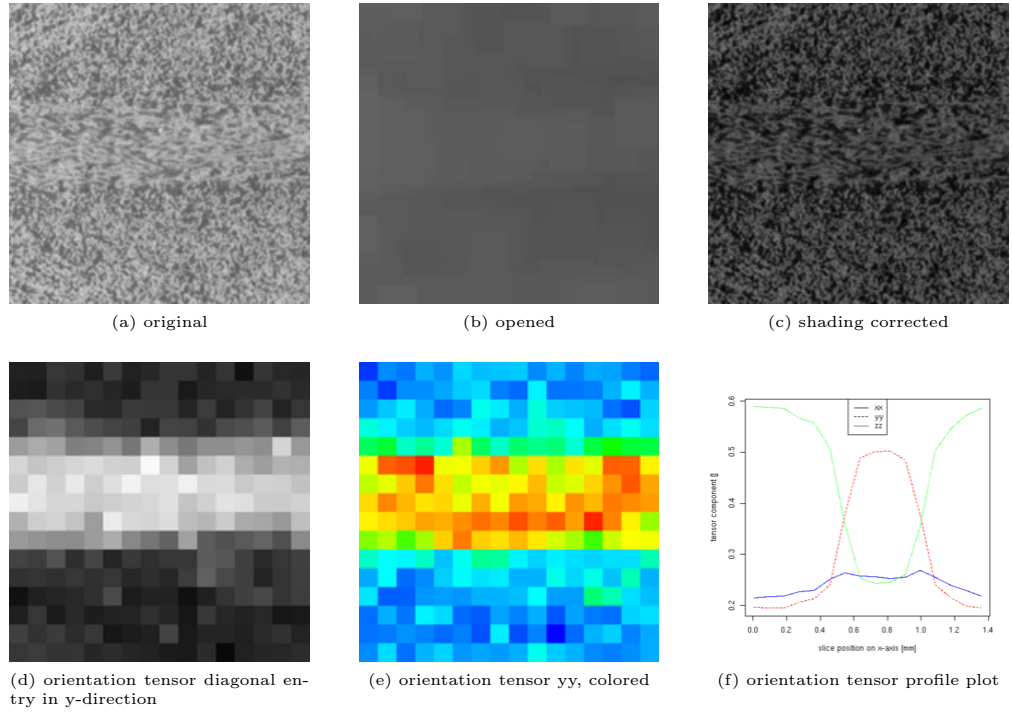 (a) original
(b) opened
(c) shading corrected
(d) orientation tensor diagonal en-
try in y-direction
(e) orientation tensor yy, colored
xx
yy
zz
0.6
0.5
0.4
0.3
0.2
tensor component []
0.0 0.2 0.4 0.6 0.8 1.0 1.2 1.4
slice position on x-axis [mm]
(f) orientation tensor profile plot